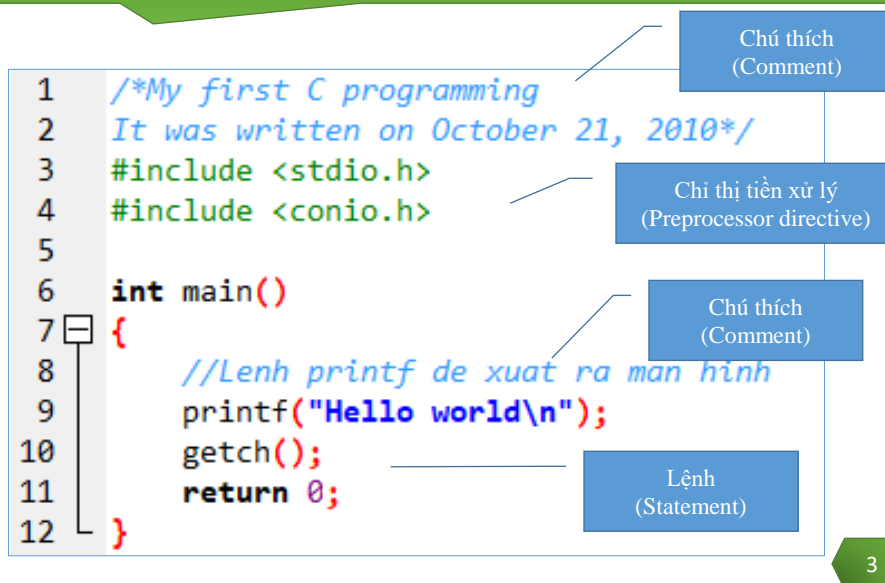 Chú thích
(Comment)
1 /*My first C programming
2 It was written on October 21, 2010*/
3 #include <stdio.h>
Chỉ thị tiền xử lý
(Preprocessor directive)
4 #include <conio.h>
5
6 int main()
Chú thích
(Comment)
7 {
8 //Lenh printf de xuat ra man hinh
9 printf("Hello world\n");
10 getch();
Lệnh
(Statement)
11 return 0;
12 }
3